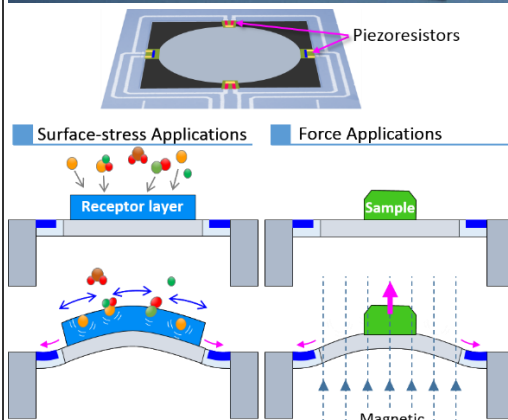 Piezoresistors
Surface-stress Applications
Force Applications
Receptor layer
Sample
Magnetic